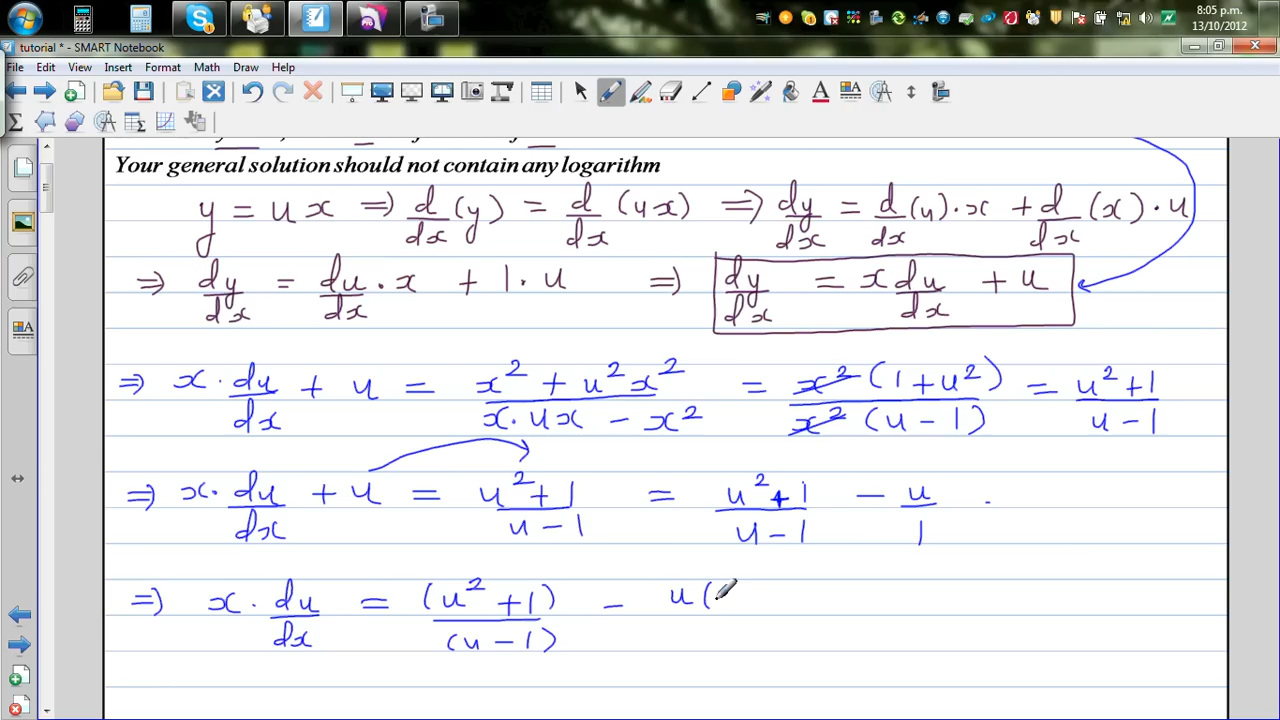 8:05 p.m.
13/10/2012
tutorial * - SMART Notebook
File Edit View Insert Format Math Draw Help
Your general solution should not contain any logarithm
y = ux ⇒ d/dx (y) = d/dx (ux) ⇒ dy/dx = d/dx (u)·x + d/dx (x)·u
⇒ dy/dx = du/dx · x + 1·u ⇒ dy/dx = x du/dx + u
⇒ x·du/dx + u = x² + u²x² / x·ux − x² = x²(1+u²) / x²(u−1) = u²+1 / u−1
⇒ x·du/dx + u = u²+1 / u−1 = u²+1 / u−1 − u/1 .
⇒ x·du/dx = (u²+1) / (u−1) − u(